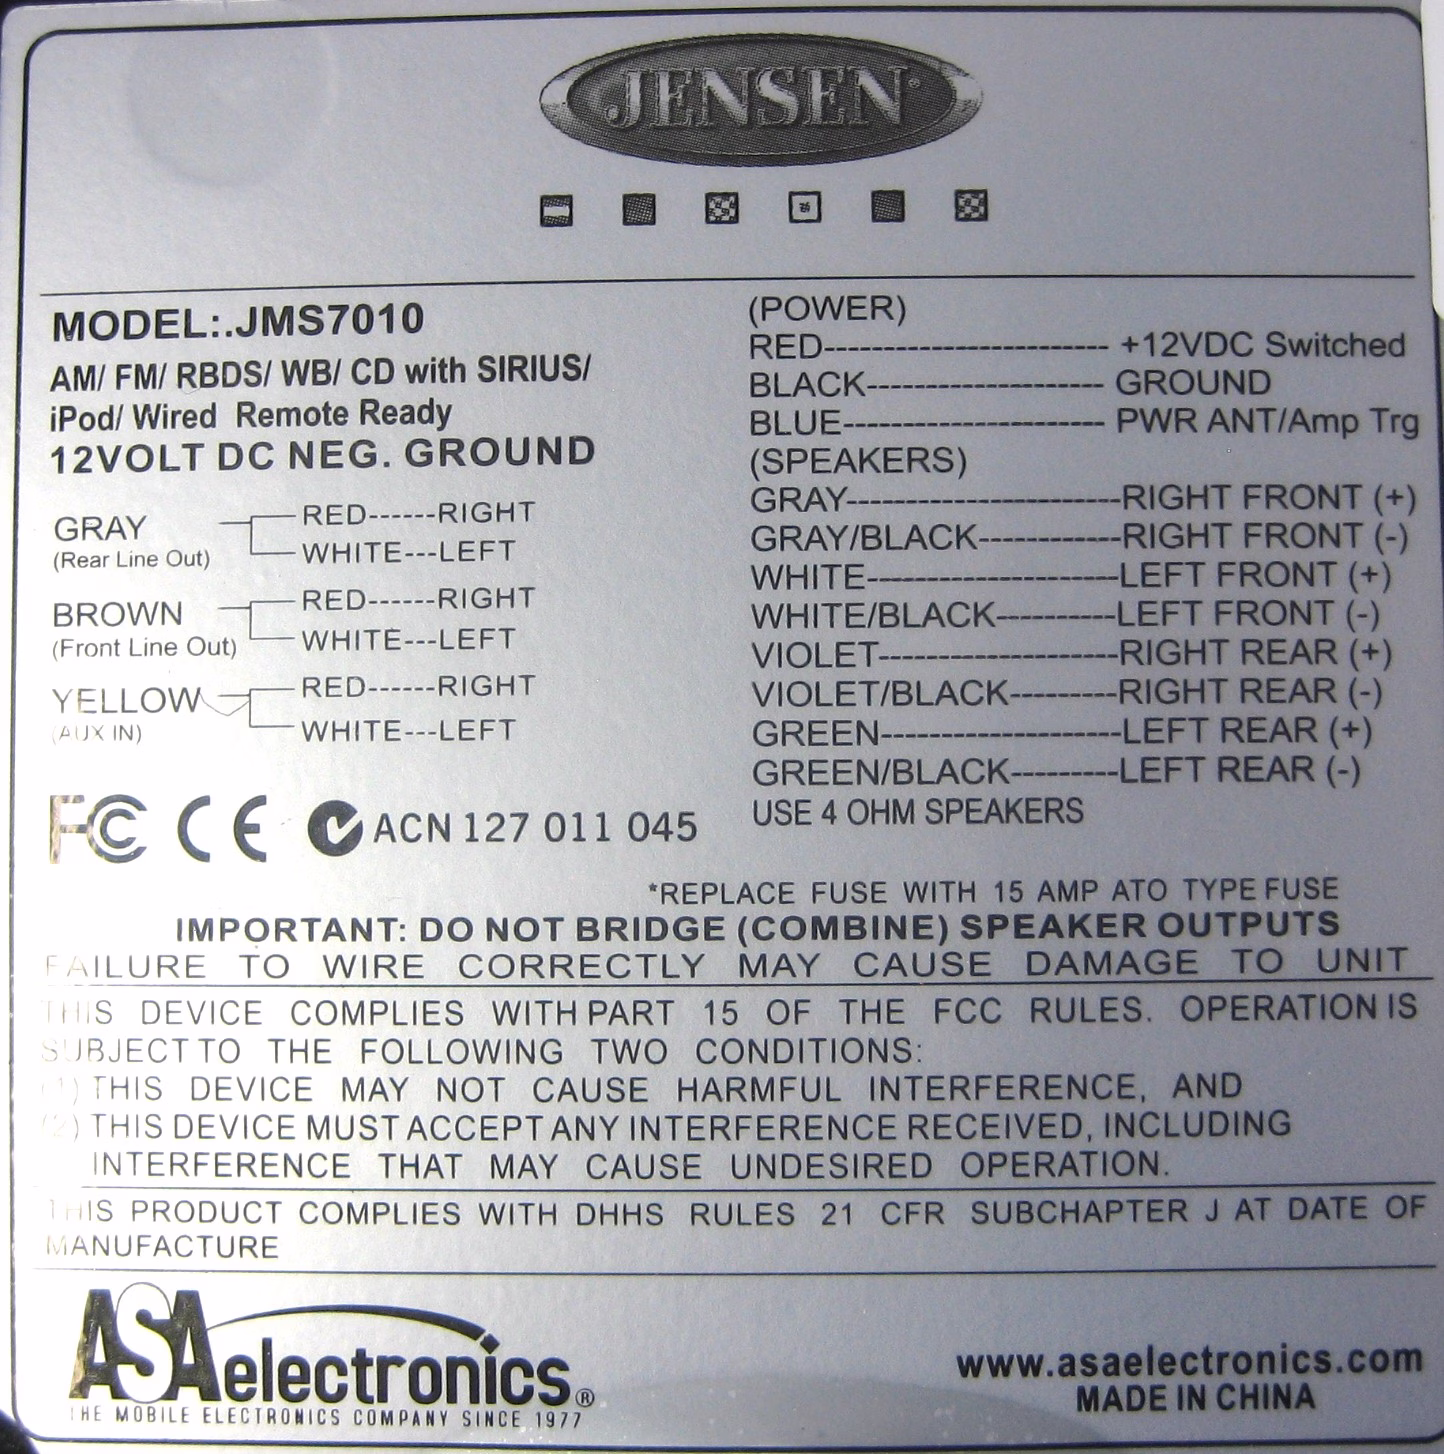 JENSEN
MODEL:.JMS7010
AM/ FM/ RBDS/ WB/ CD with SIRIUS/
iPod/ Wired Remote Ready
12VOLT DC NEG. GROUND
GRAY
(Rear Line Out)
RED------RIGHT
WHITE---LEFT
BROWN
(Front Line Out)
RED------RIGHT
WHITE---LEFT
YELLOW
(AUX IN)
RED------RIGHT
WHITE---LEFT
FCC CE ACN 127 011 045
(POWER)
RED------------------------ +12VDC Switched
BLACK-------------------- GROUND
BLUE---------------------- PWR ANT/Amp Trg
(SPEAKERS)
GRAY-----------------------RIGHT FRONT (+)
GRAY/BLACK------------RIGHT FRONT (-)
WHITE---------------------LEFT FRONT (+)
WHITE/BLACK----------LEFT FRONT (-)
VIOLET--------------------RIGHT REAR (+)
VIOLET/BLACK---------RIGHT REAR (-)
GREEN--------------------LEFT REAR (+)
GREEN/BLACK---------LEFT REAR (-)
USE 4 OHM SPEAKERS
*REPLACE FUSE WITH 15 AMP ATO TYPE FUSE
IMPORTANT: DO NOT BRIDGE (COMBINE) SPEAKER OUTPUTS
FAILURE TO WIRE CORRECTLY MAY CAUSE DAMAGE TO UNIT
THIS DEVICE COMPLIES WITH PART 15 OF THE FCC RULES. OPERATION IS
SUBJECT TO THE FOLLOWING TWO CONDITIONS:
(1) THIS DEVICE MAY NOT CAUSE HARMFUL INTERFERENCE, AND
(2) THIS DEVICE MUST ACCEPT ANY INTERFERENCE RECEIVED, INCLUDING
INTERFERENCE THAT MAY CAUSE UNDESIRED OPERATION.
THIS PRODUCT COMPLIES WITH DHHS RULES 21 CFR SUBCHAPTER J AT DATE OF
MANUFACTURE
ASA electronics®
THE MOBILE ELECTRONICS COMPANY SINCE 1977
www.asaelectronics.com
MADE IN CHINA